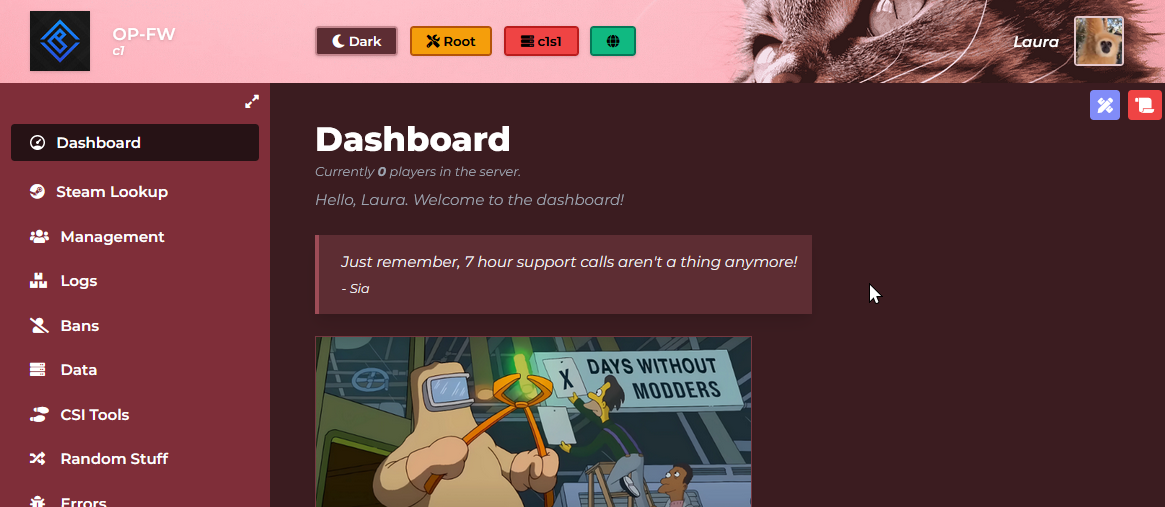 OP-FW
c1
Dark
Root
c1s1
Laura
Dashboard
Steam Lookup
Management
Logs
Bans
Data
CSI Tools
Random Stuff
Errors
Dashboard
Currently 0 players in the server.
Hello, Laura. Welcome to the dashboard!
Just remember, 7 hour support calls aren't a thing anymore!
- Sia
X DAYS WITHOUT
MODDERS